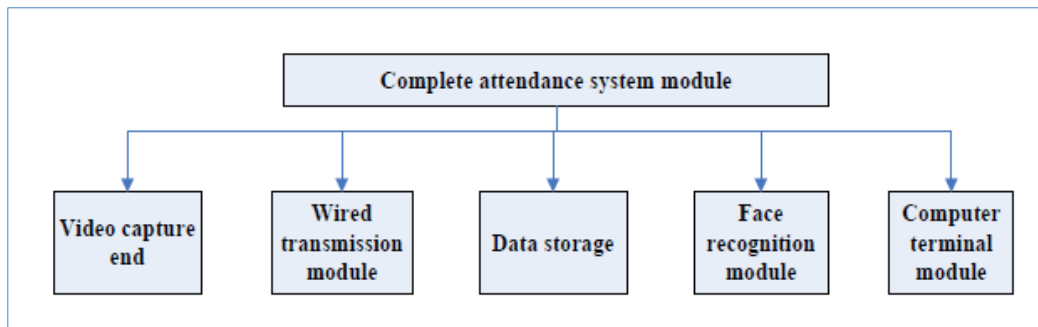 Complete attendance system module
Video capture
end
Wired
transmission
module
Data storage
Face
recognition
module
Computer
terminal
module